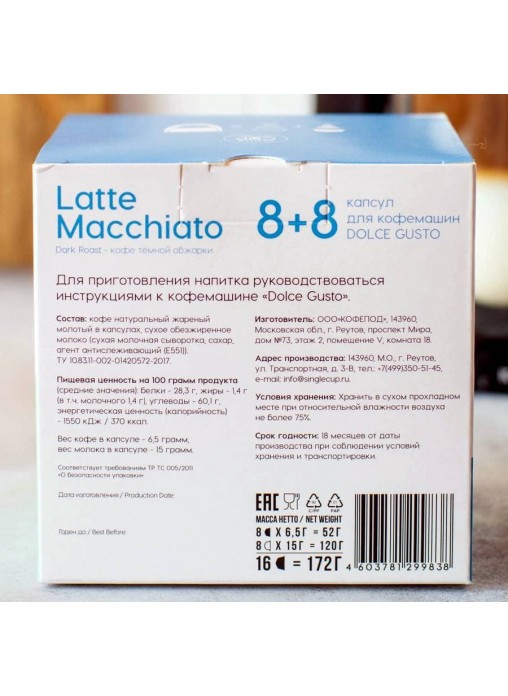 Latte
Macchiato
Dark Roast - кофе тёмной обжарки
8+8
капсул
для кофемашин
DOLCE GUSTO
Для приготовления напитка руководствоваться
инструкциями к кофемашине «Dolce Gusto».
Состав: кофе натуральный жареный
молотый в капсулах, сухое обезжиренное
молоко (сухая молочная сыворотка, сахар,
агент антислеживающий (Е551)).
ТУ 10.83.11-002-01420572-2017.
Пищевая ценность на 100 грамм продукта
(средние значения): белки - 28,3 г, жиры - 1,4 г
(в т.ч. молочного 1,4 г), углеводы - 60,1 г,
энергетическая ценность (калорийность)
- 1550 кДж / 370 ккал.
Вес кофе в капсуле - 6,5 грамм,
вес молока в капсуле - 15 грамм.
Соответствует требованиям ТР ТС 005/2011
«О безопасности упаковки».
Дата изготовления / Production Date:
Годен до / Best Before:
Изготовитель: ООО«КОФЕПОД», 143960,
Московская обл., г. Реутов, проспект Мира,
дом №73, этаж 2, помещение V, комната 18.
Адрес производства: 143960, М.О., г. Реутов,
ул. Транспортная, д. 3-В, тел.: +7(499)350-51-45,
e-mail: info@singlecup.ru
Условия хранения: Хранить в сухом прохладном
месте при относительной влажности воздуха
не более 75%.
Срок годности: 18 месяцев от даты
производства при соблюдении условий
хранения и транспортировки.
EAC
C/PP
PAP
МАССА НЕТТО / NET WEIGHT
8 X 6,5Г = 52Г
8 X 15Г = 120Г
16 = 172Г
4 603781 299838